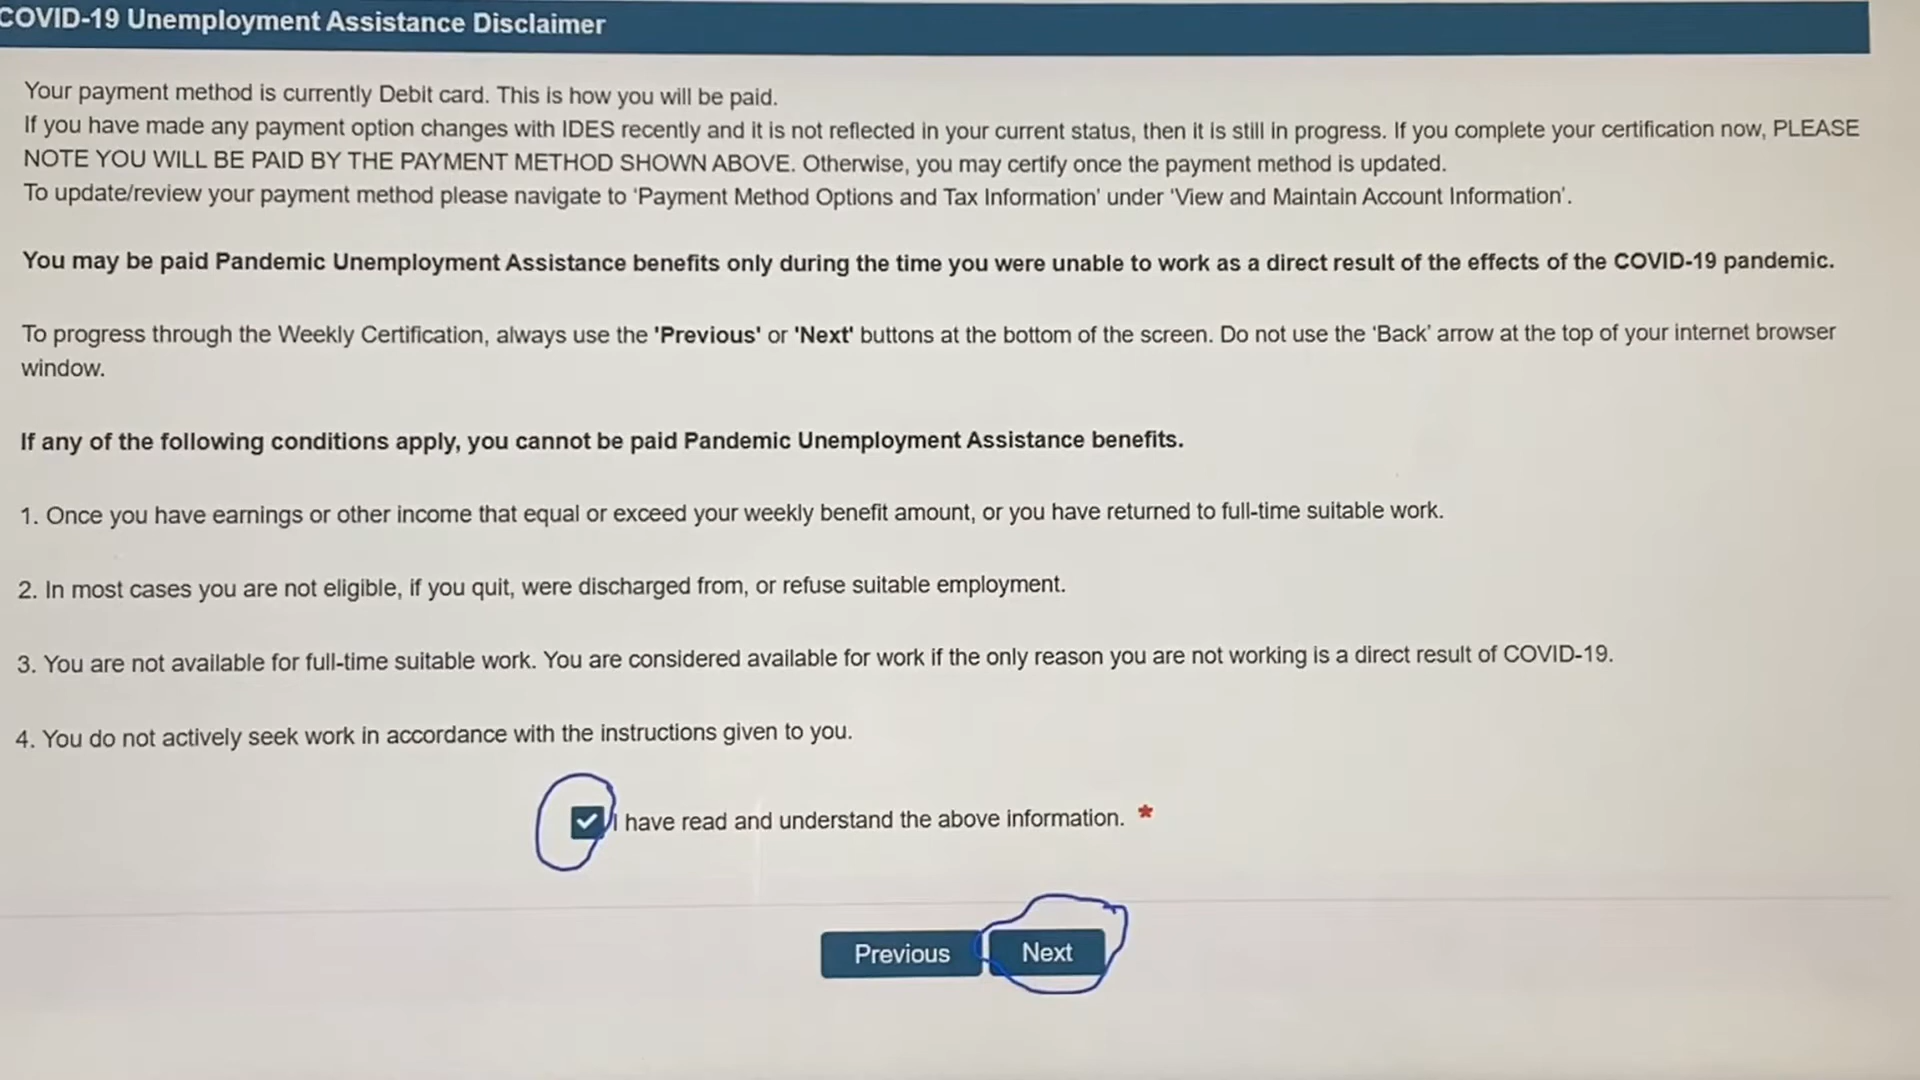 COVID-19 Unemployment Assistance Disclaimer
Your payment method is currently Debit card. This is how you will be paid.
If you have made any payment option changes with IDES recently and it is not reflected in your current status, then it is still in progress. If you complete your certification now, PLEASE
NOTE YOU WILL BE PAID BY THE PAYMENT METHOD SHOWN ABOVE. Otherwise, you may certify once the payment method is updated.
To update/review your payment method please navigate to 'Payment Method Options and Tax Information' under 'View and Maintain Account Information'.
You may be paid Pandemic Unemployment Assistance benefits only during the time you were unable to work as a direct result of the effects of the COVID-19 pandemic.
To progress through the Weekly Certification, always use the 'Previous' or 'Next' buttons at the bottom of the screen. Do not use the 'Back' arrow at the top of your internet browser
window.
If any of the following conditions apply, you cannot be paid Pandemic Unemployment Assistance benefits.
1. Once you have earnings or other income that equal or exceed your weekly benefit amount, or you have returned to full-time suitable work.
2. In most cases you are not eligible, if you quit, were discharged from, or refuse suitable employment.
3. You are not available for full-time suitable work. You are considered available for work if the only reason you are not working is a direct result of COVID-19.
4. You do not actively seek work in accordance with the instructions given to you.
I have read and understand the above information. *
Previous Next